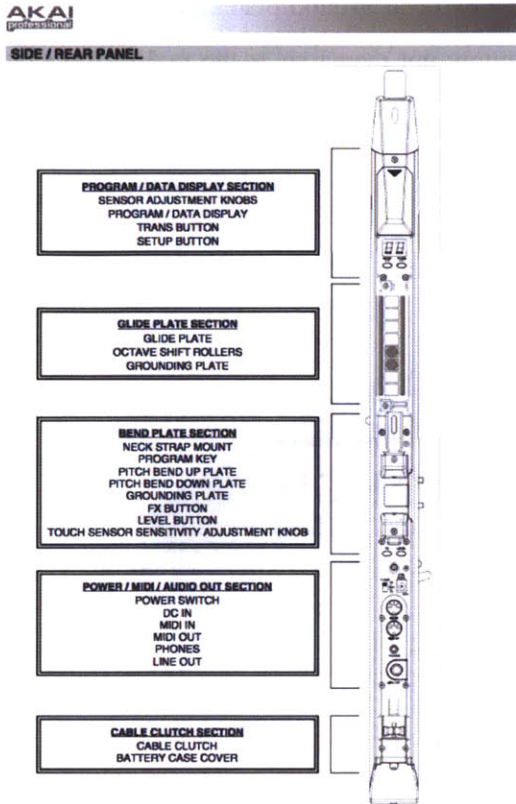 AKAI
professional
SIDE / REAR PANEL
PROGRAM / DATA DISPLAY SECTION
SENSOR ADJUSTMENT KNOBS
PROGRAM / DATA DISPLAY
TRANS BUTTON
SETUP BUTTON
GLIDE PLATE SECTION
GLIDE PLATE
OCTAVE SHIFT ROLLERS
GROUNDING PLATE
BEND PLATE SECTION
NECK STRAP MOUNT
PROGRAM KEY
PITCH BEND UP PLATE
PITCH BEND DOWN PLATE
GROUNDING PLATE
FX BUTTON
LEVEL BUTTON
TOUCH SENSOR SENSITIVITY ADJUSTMENT KNOB
POWER / MIDI / AUDIO OUT SECTION
POWER SWITCH
DC IN
MIDI IN
MIDI OUT
PHONES
LINE OUT
CABLE CLUTCH SECTION
CABLE CLUTCH
BATTERY CASE COVER